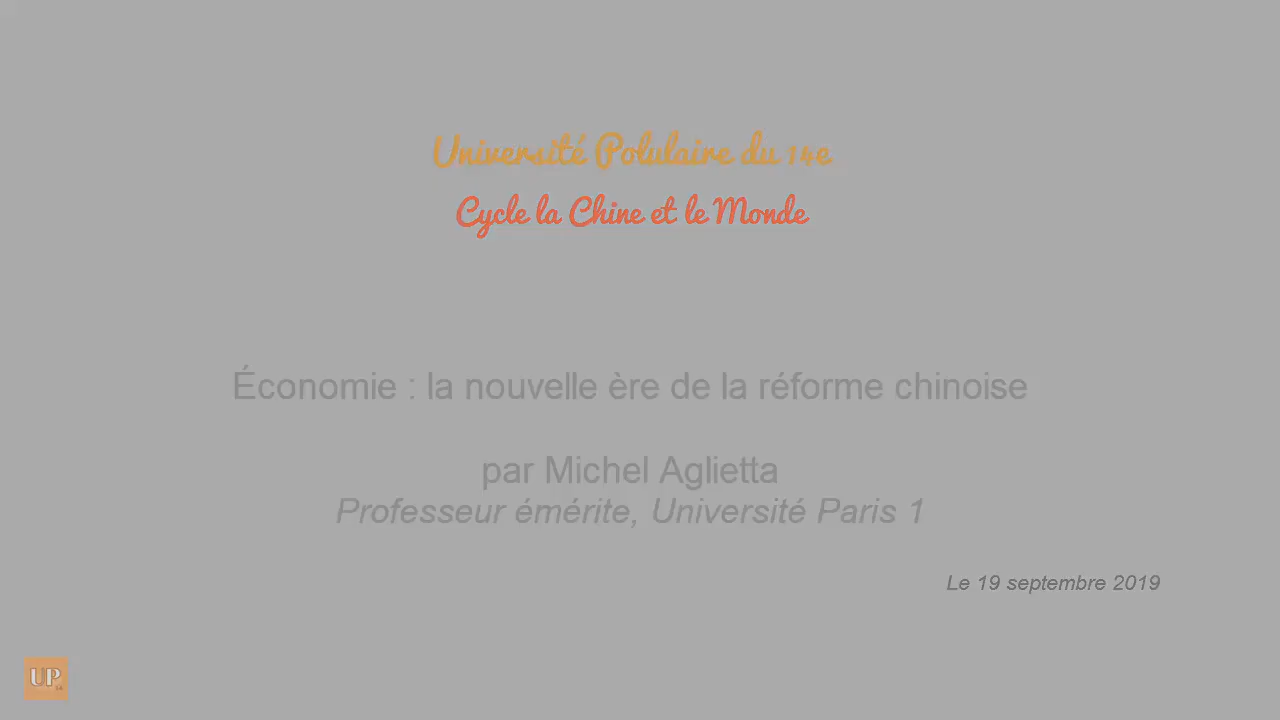 Université Polulaire du 14e
Cycle la Chine et le Monde
Économie : la nouvelle ère de la réforme chinoise
par Michel Aglietta
Professeur émérite, Université Paris 1
Le 19 septembre 2019
UP
14